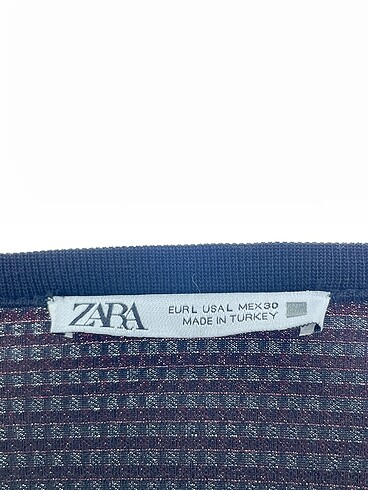 ZARA
EUR L USA L MEX 30
MADE IN TURKEY